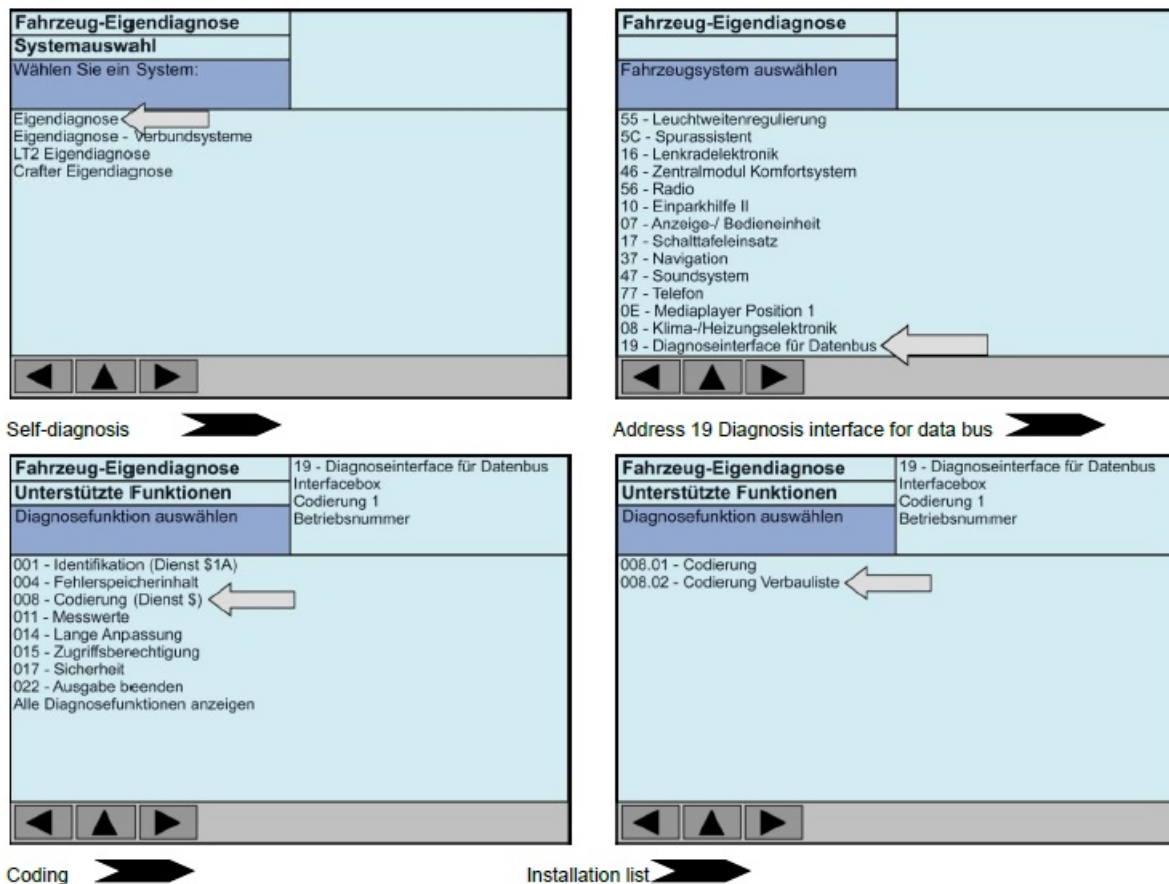 Fahrzeug-Eigendiagnose
Systemauswahl
Wählen Sie ein System:
Eigendiagnose
Eigendiagnose - Verbundsysteme
LT2 Eigendiagnose
Crafter Eigendiagnose
Self-diagnosis
Fahrzeug-Eigendiagnose
Fahrzeugsystem auswählen
55 - Leuchtweitenregulierung
5C - Spurassistent
16 - Lenkradelektronik
46 - Zentralmodul Komfortsystem
56 - Radio
10 - Einparkhilfe II
07 - Anzeige-/ Bedieneinheit
17 - Schalttafeleinsatz
37 - Navigation
47 - Soundsystem
77 - Telefon
0E - Mediaplayer Position 1
08 - Klima-/Heizungselektronik
19 - Diagnoseinterface für Datenbus
Address 19 Diagnosis interface for data bus
Fahrzeug-Eigendiagnose
Unterstützte Funktionen
Diagnosefunktion auswählen
19 - Diagnoseinterface für Datenbus
Interfacebox
Codierung 1
Betriebsnummer
001 - Identifikation (Dienst $1A)
004 - Fehlerspeicherinhalt
008 - Codierung (Dienst $)
011 - Messwerte
014 - Lange Anpassung
015 - Zugriffsberechtigung
017 - Sicherheit
022 - Ausgabe beenden
Alle Diagnosefunktionen anzeigen
Coding
Fahrzeug-Eigendiagnose
Unterstützte Funktionen
Diagnosefunktion auswählen
19 - Diagnoseinterface für Datenbus
Interfacebox
Codierung 1
Betriebsnummer
008.01 - Codierung
008.02 - Codierung Verbauliste
Installation list